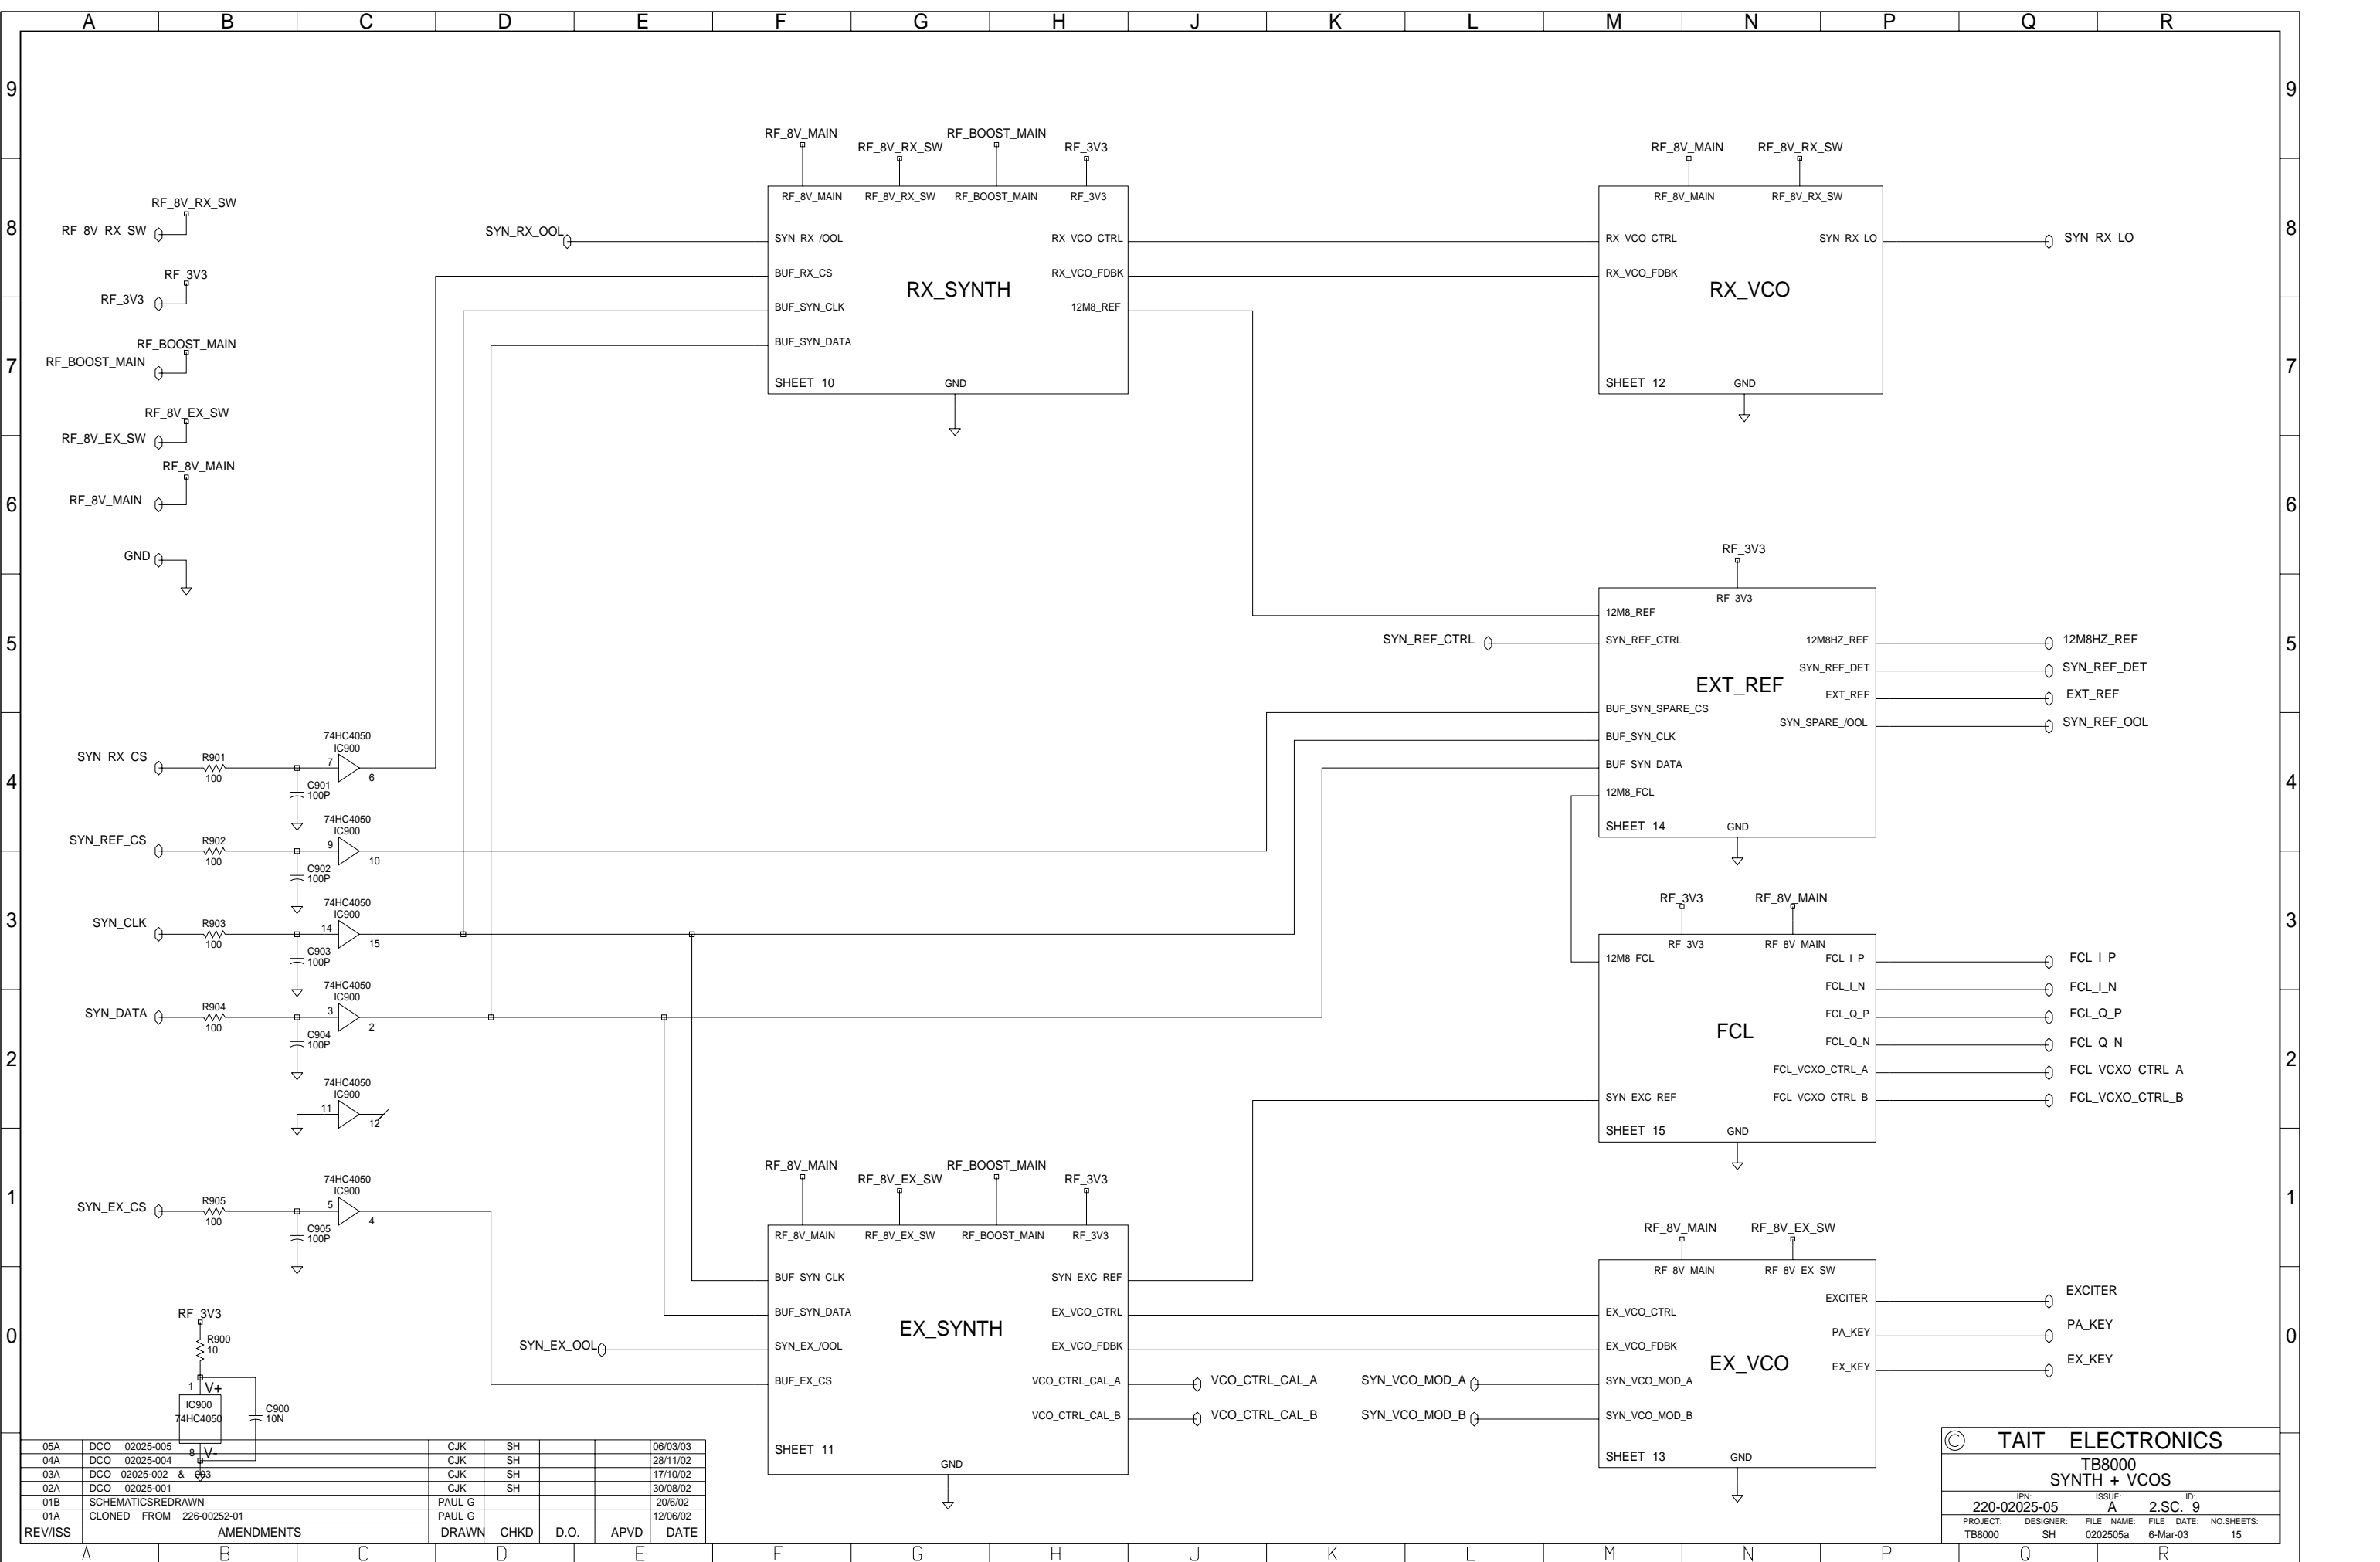 A B C D E F G H J K L M N P Q R
9 9
8 8
7 7
6 6
5 5
4 4
3 3
2 2
1 1
0 0
RF_8V_RX_SW
RF_8V_RX_SW
RF_3V3
RF_3V3
RF_BOOST_MAIN
RF_BOOST_MAIN
RF_8V_EX_SW
RF_8V_EX_SW
RF_8V_MAIN
RF_8V_MAIN
GND
RF_8V_MAIN
RF_8V_RX_SW
RF_BOOST_MAIN
RF_3V3
RF_8V_MAIN RF_8V_RX_SW RF_BOOST_MAIN RF_3V3
SYN_RX_OOL
SYN_RX_/OOL
BUF_RX_CS
BUF_SYN_CLK
BUF_SYN_DATA
RX_SYNTH
RX_VCO_CTRL
RX_VCO_FDBK
12M8_REF
SHEET 10
GND
RF_8V_MAIN RF_8V_RX_SW
RF_8V_MAIN RF_8V_RX_SW
RX_VCO_CTRL
RX_VCO_FDBK
RX_VCO
SYN_RX_LO
SYN_RX_LO
SHEET 12
GND
RF_3V3
RF_3V3
12M8_REF
SYN_REF_CTRL
SYN_REF_CTRL
EXT_REF
BUF_SYN_SPARE_CS
BUF_SYN_CLK
BUF_SYN_DATA
12M8_FCL
12M8HZ_REF
SYN_REF_DET
EXT_REF
SYN_SPARE_/OOL
12M8HZ_REF
SYN_REF_DET
EXT_REF
SYN_REF_OOL
SHEET 14
GND
SYN_RX_CS
R901
100
C901
100P
74HC4050
IC900
7
6
SYN_REF_CS
R902
100
C902
100P
74HC4050
IC900
9
10
SYN_CLK
R903
100
C903
100P
74HC4050
IC900
14
15
SYN_DATA
R904
100
C904
100P
74HC4050
IC900
3
2
74HC4050
IC900
11
12
SYN_EX_CS
R905
100
C905
100P
74HC4050
IC900
5
4
RF_3V3
R900
10
1 V+
IC900
74HC4050
8 V-
C900
10N
RF_3V3 RF_8V_MAIN
RF_3V3 RF_8V_MAIN
12M8_FCL
FCL
SYN_EXC_REF
FCL_I_P
FCL_I_N
FCL_Q_P
FCL_Q_N
FCL_VCXO_CTRL_A
FCL_VCXO_CTRL_B
FCL_I_P
FCL_I_N
FCL_Q_P
FCL_Q_N
FCL_VCXO_CTRL_A
FCL_VCXO_CTRL_B
SHEET 15
GND
RF_8V_MAIN
RF_8V_EX_SW
RF_BOOST_MAIN
RF_3V3
RF_8V_MAIN RF_8V_EX_SW RF_BOOST_MAIN RF_3V3
SYN_EX_OOL
BUF_SYN_CLK
BUF_SYN_DATA
SYN_EX_/OOL
BUF_EX_CS
EX_SYNTH
SYN_EXC_REF
EX_VCO_CTRL
EX_VCO_FDBK
VCO_CTRL_CAL_A
VCO_CTRL_CAL_B
SHEET 11
GND
VCO_CTRL_CAL_A
VCO_CTRL_CAL_B
SYN_VCO_MOD_A
SYN_VCO_MOD_B
RF_8V_MAIN RF_8V_EX_SW
RF_8V_MAIN RF_8V_EX_SW
EX_VCO_CTRL
EX_VCO_FDBK
SYN_VCO_MOD_A
SYN_VCO_MOD_B
EX_VCO
EXCITER
PA_KEY
EX_KEY
EXCITER
PA_KEY
EX_KEY
SHEET 13
GND
05A DCO 02025-005 CJK SH 06/03/03
04A DCO 02025-004 CJK SH 28/11/02
03A DCO 02025-002 & 003 CJK SH 17/10/02
02A DCO 02025-001 CJK SH 30/08/02
01B SCHEMATICSREDRAWN PAUL G 20/6/02
01A CLONED FROM 226-00252-01 PAUL G 12/06/02
REV/ISS AMENDMENTS DRAWN CHKD D.O. APVD DATE
© TAIT ELECTRONICS
TB8000
SYNTH + VCOS
IPN: ISSUE: ID:
220-02025-05 A 2.SC. 9
PROJECT: DESIGNER: FILE NAME: FILE DATE: NO.SHEETS:
TB8000 SH 0202505a 6-Mar-03 15
A B C D E F G H J K L M N P Q R